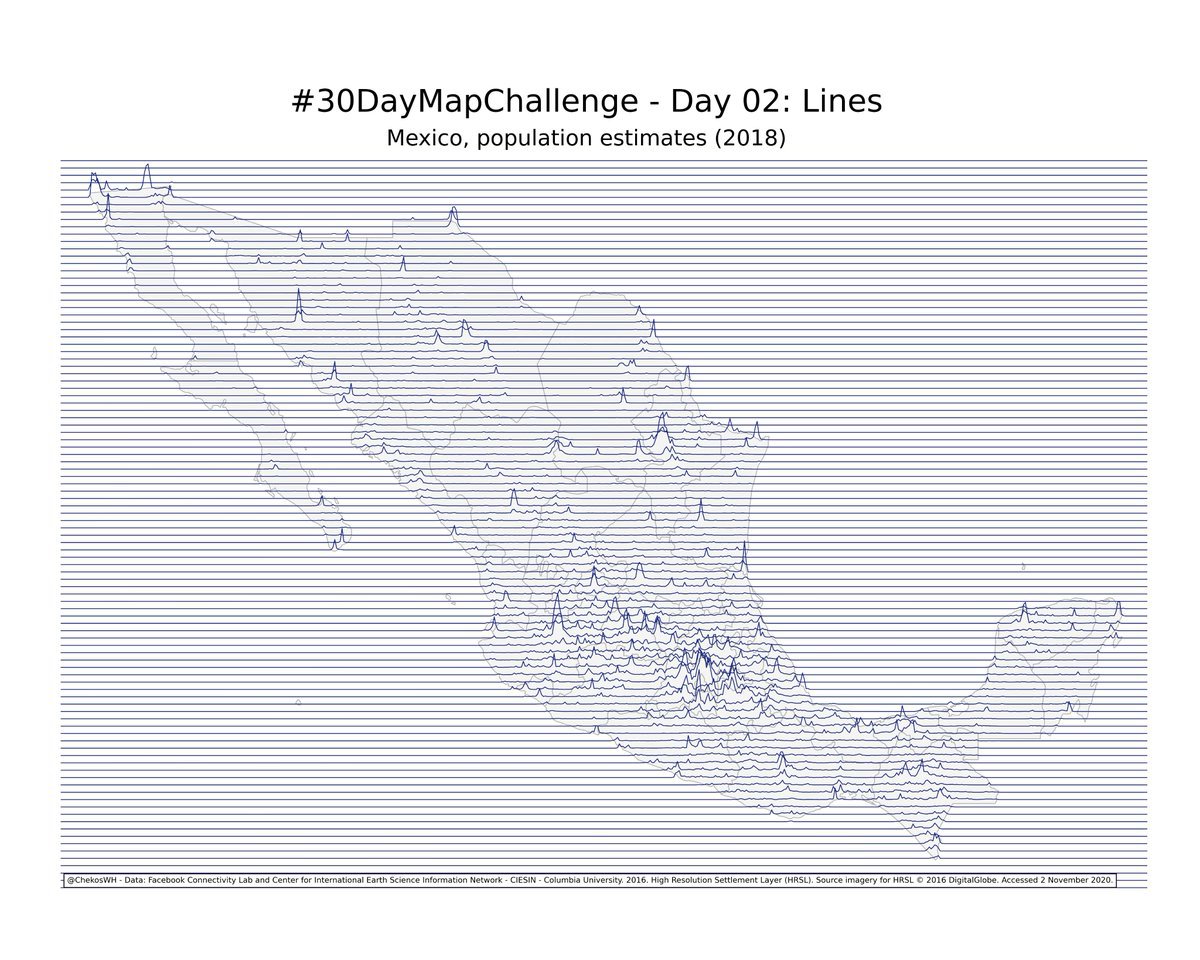 #30DayMapChallenge - Day 02: Lines
Mexico, population estimates (2018)
@ChekosWH - Data: Facebook Connectivity Lab and Center for International Earth Science Information Network - CIESIN - Columbia University. 2016. High Resolution Settlement Layer (HRSL). Source imagery for HRSL © 2016 DigitalGlobe. Accessed 2 November 2020.